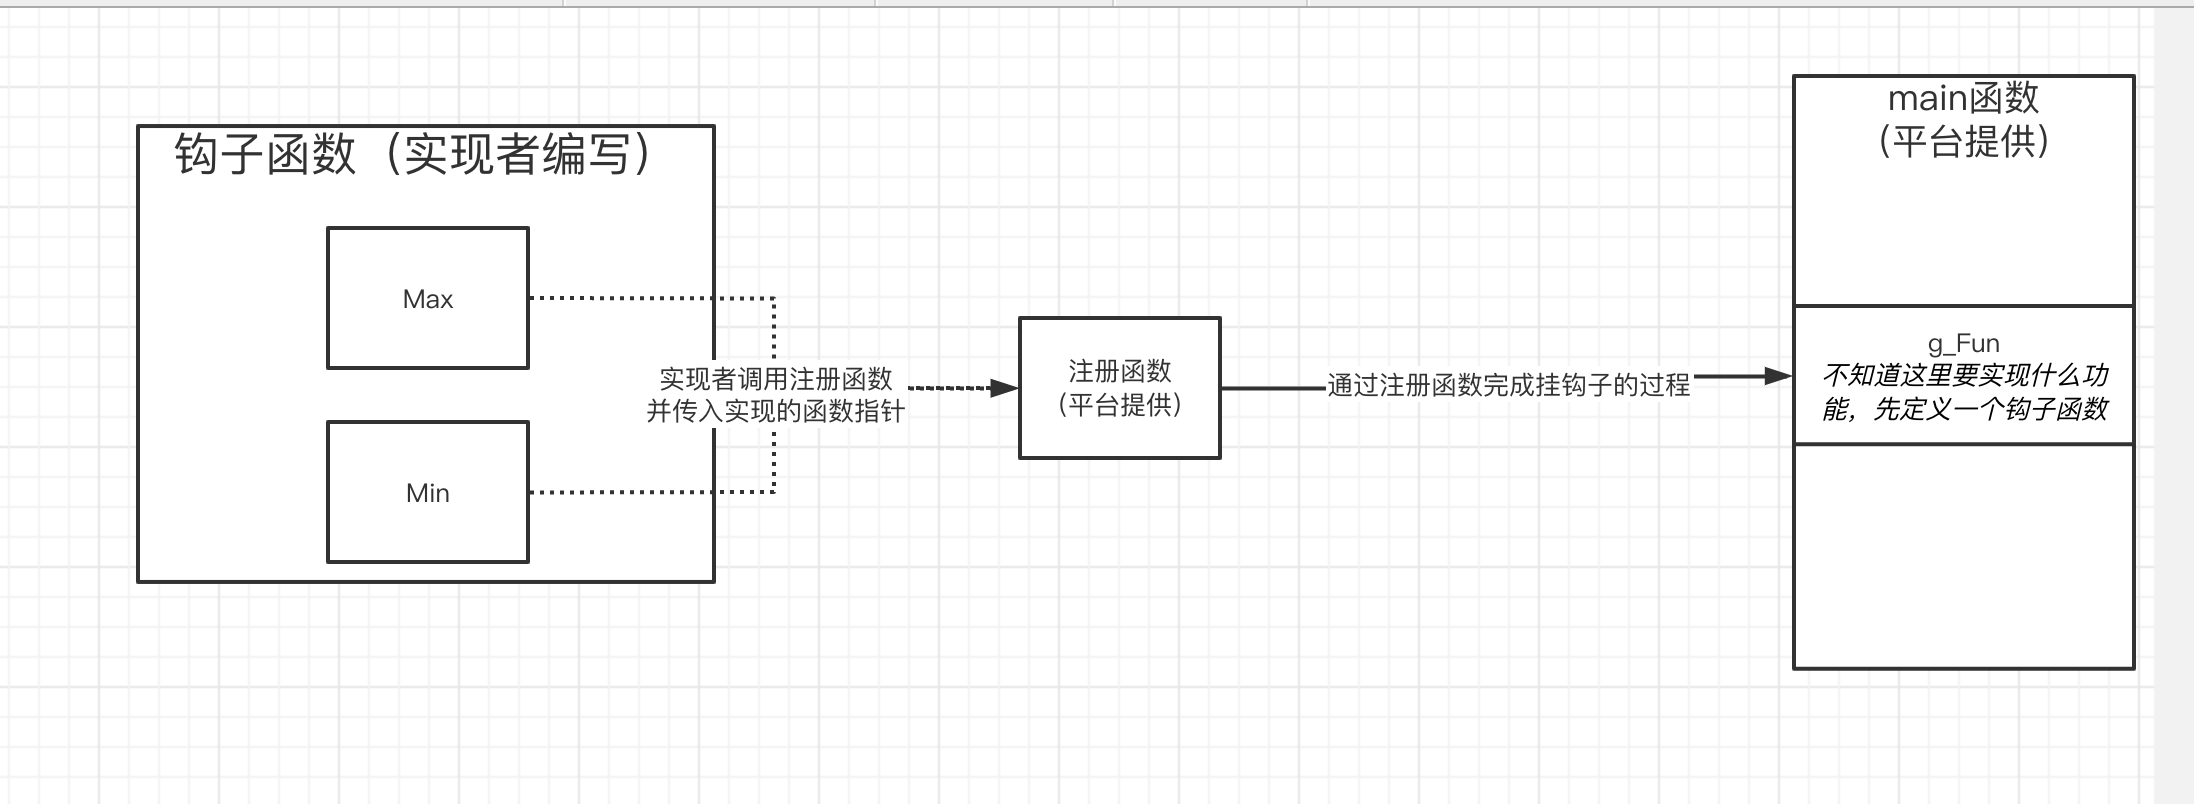 钩子函数（实现者编写）
Max
Min
实现者调用注册函数
并传入实现的函数指针
注册函数
（平台提供）
通过注册函数完成挂钩子的过程
main函数
（平台提供）
g_Fun
不知道这里要实现什么功
能，先定义一个钩子函数